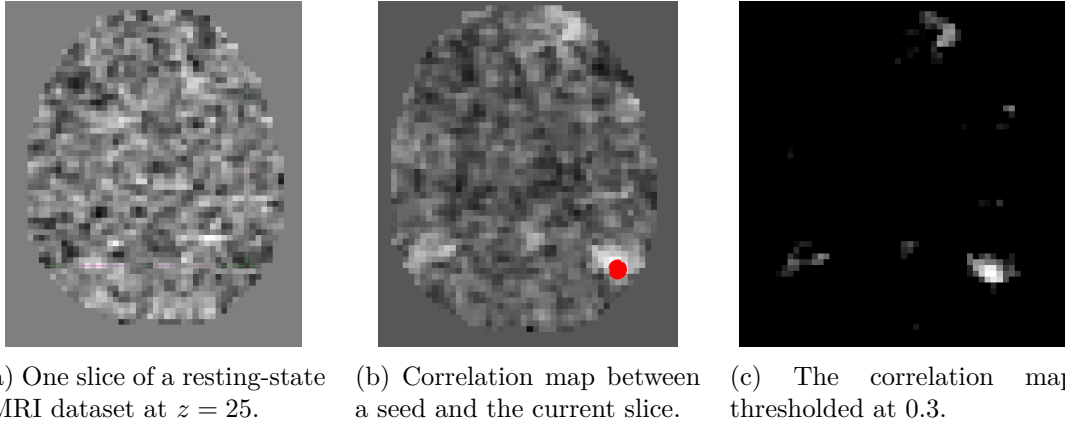 ) One slice of a resting-state
MRI dataset at z = 25.
(b) Correlation map between
a seed and the current slice.
(c) The correlation map
thresholded at 0.3.